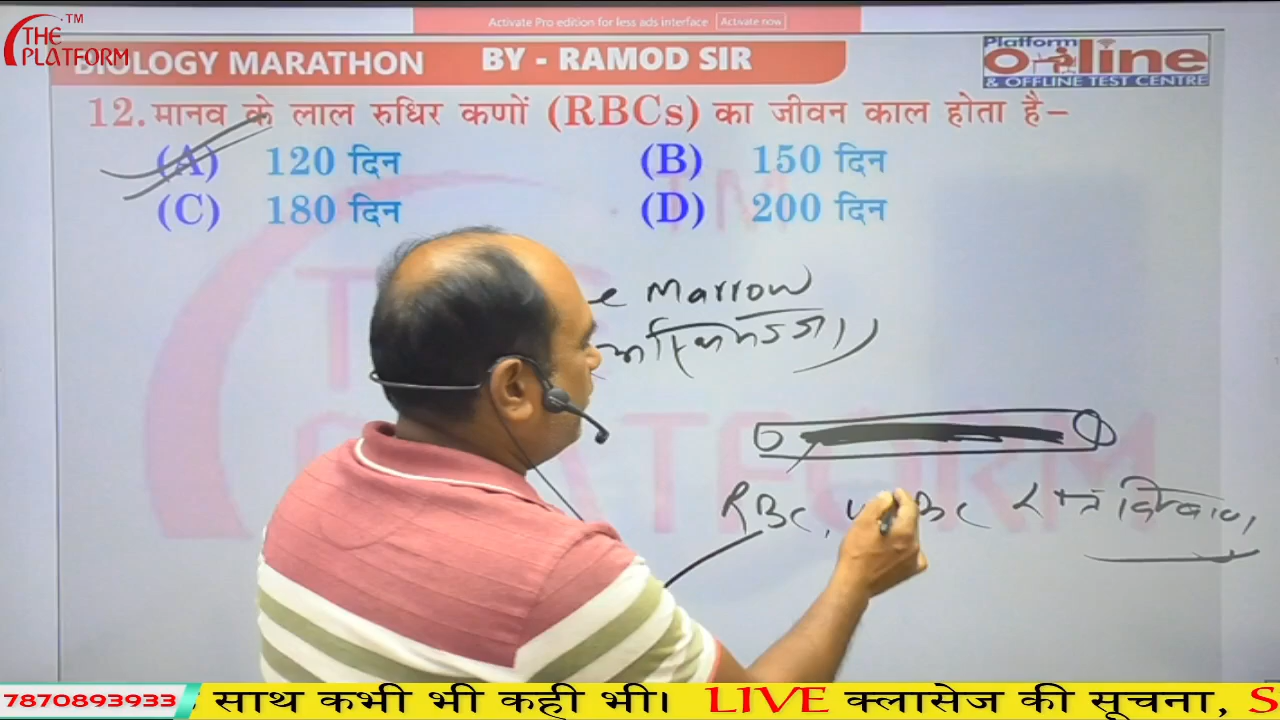 Activate Pro edition for less ads interface Activate now
THE PLATFORM TM
BIOLOGY MARATHON BY - RAMOD SIR
Platform Online
& OFFLINE TEST CENTRE
12. मानव के लाल रुधिर कणों (RBCs) का जीवन काल होता है–
(A) 120 दिन (B) 150 दिन
(C) 180 दिन (D) 200 दिन
e Marrow
RBC,
7870893933 साथ कभी भी कही भी। LIVE क्लासेज की सूचना, S